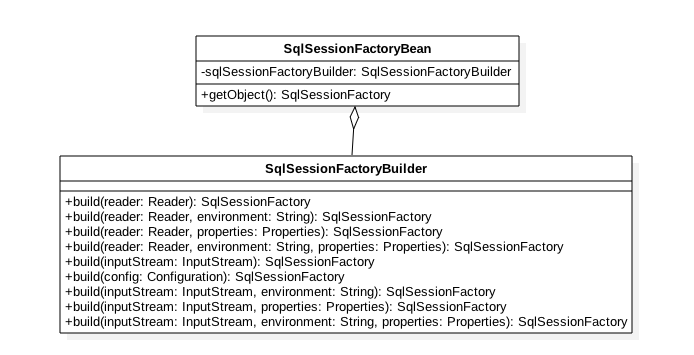 SqlSessionFactoryBean
-sqlSessionFactoryBuilder: SqlSessionFactoryBuilder
+getObject(): SqlSessionFactory
SqlSessionFactoryBuilder
+build(reader: Reader): SqlSessionFactory
+build(reader: Reader, environment: String): SqlSessionFactory
+build(reader: Reader, properties: Properties): SqlSessionFactory
+build(reader: Reader, environment: String, properties: Properties): SqlSessionFactory
+build(inputStream: InputStream): SqlSessionFactory
+build(config: Configuration): SqlSessionFactory
+build(inputStream: InputStream, environment: String): SqlSessionFactory
+build(inputStream: InputStream, properties: Properties): SqlSessionFactory
+build(inputStream: InputStream, environment: String, properties: Properties): SqlSessionFactory